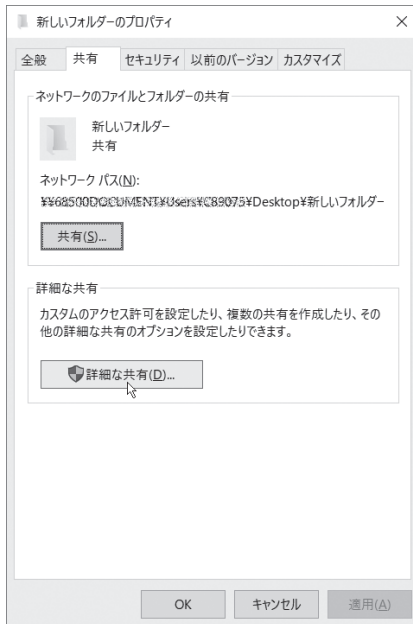 新しいフォルダーのプロパティ
全般 共有 セキュリティ 以前のバージョン カスタマイズ
ネットワークのファイルとフォルダーの共有
新しいフォルダー
共有
ネットワーク パス(N):
¥Desktop¥新しいフォルダー
共有(S)...
詳細な共有
カスタムのアクセス許可を設定したり、複数の共有を作成したり、その
他の詳細な共有のオプションを設定したりできます。
詳細な共有(D)...
OK キャンセル 適用(A)